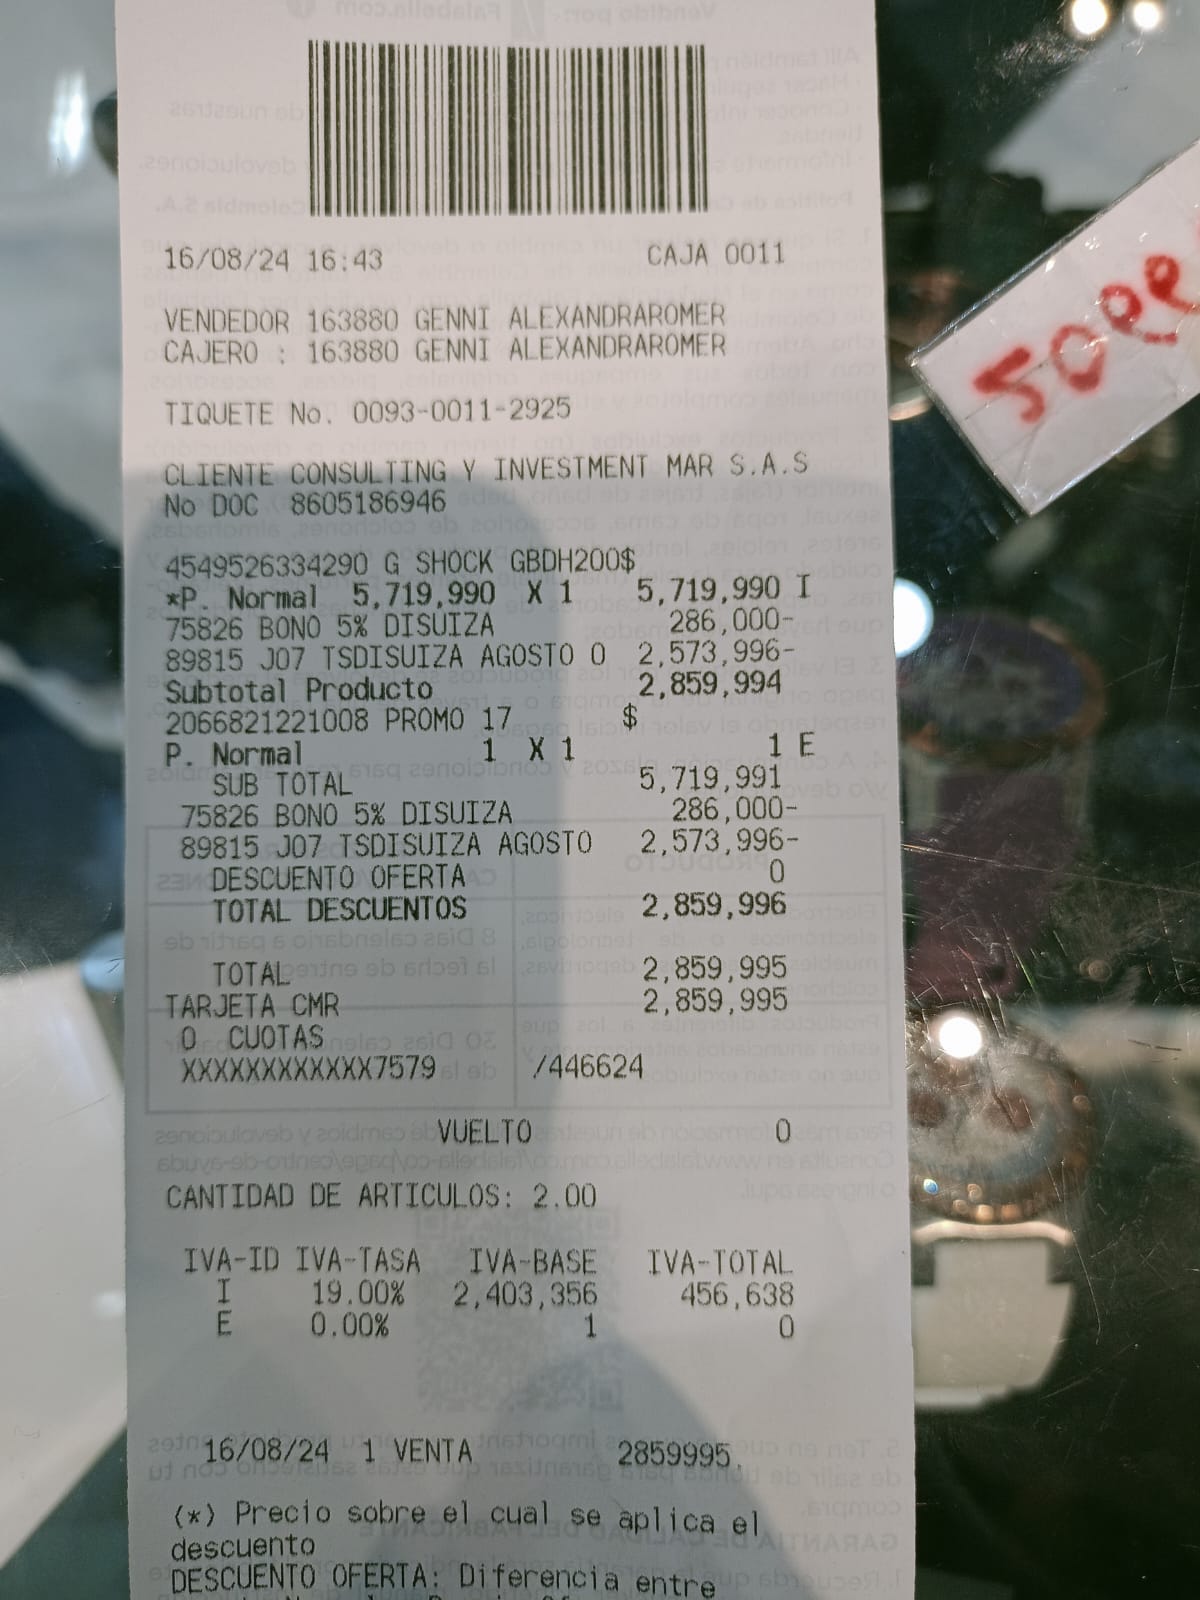 16/08/24 16:43 CAJA 0011
VENDEDOR 163880 GENNI ALEXANDRAROMER
CAJERO : 163880 GENNI ALEXANDRAROMER
TIQUETE No. 0093-0011-2925
CLIENTE CONSULTING Y INVESTMENT MAR S.A.S
No DOC 8605186946
4549526334290 G SHOCK GBDH200$
*P. Normal 5,719,990 X 1 5,719,990 I
75826 BONO 5% DISUIZA 286,000-
89815 J07 TSDISUIZA AGOSTO O 2,573,996-
Subtotal Producto 2,859,994
2066821221008 PROMO 17 $
P. Normal 1 X 1 1 E
SUB TOTAL 5,719,991
75826 BONO 5% DISUIZA 286,000-
89815 J07 TSDISUIZA AGOSTO 2,573,996-
DESCUENTO OFERTA 0
TOTAL DESCUENTOS 2,859,996
TOTAL 2,859,995
TARJETA CMR 2,859,995
0 CUOTAS
XXXXXXXXXXXX7579 /446624
VUELTO 0
CANTIDAD DE ARTICULOS: 2.00
IVA-ID IVA-TASA IVA-BASE IVA-TOTAL
I 19.00% 2,403,356 456,638
E 0.00% 1 0
16/08/24 1 VENTA 2859995.
(*) Precio sobre el cual se aplica el
descuento
DESCUENTO OFERTA: Diferencia entre